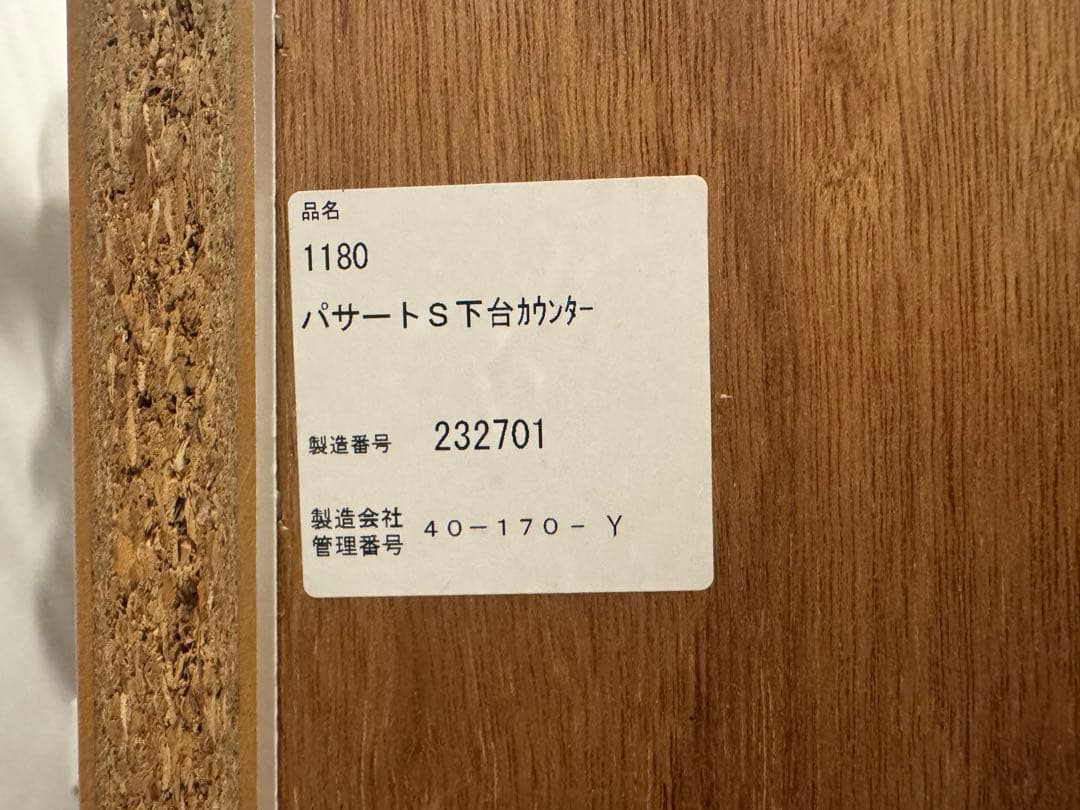 品名
1180
パサートS下台ｶｳﾝﾀｰ
製造番号 232701
製造会社
管理番号 40-170-Y